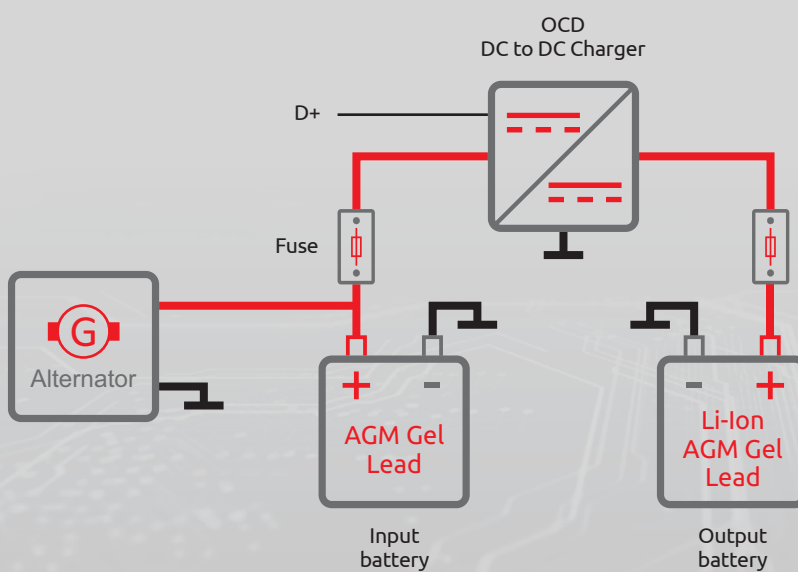 OCD
DC to DC Charger
D+
Fuse
G
Alternator
+
-
AGM Gel
Lead
-
+
Li-Ion
AGM Gel
Lead
Input
battery
Output
battery